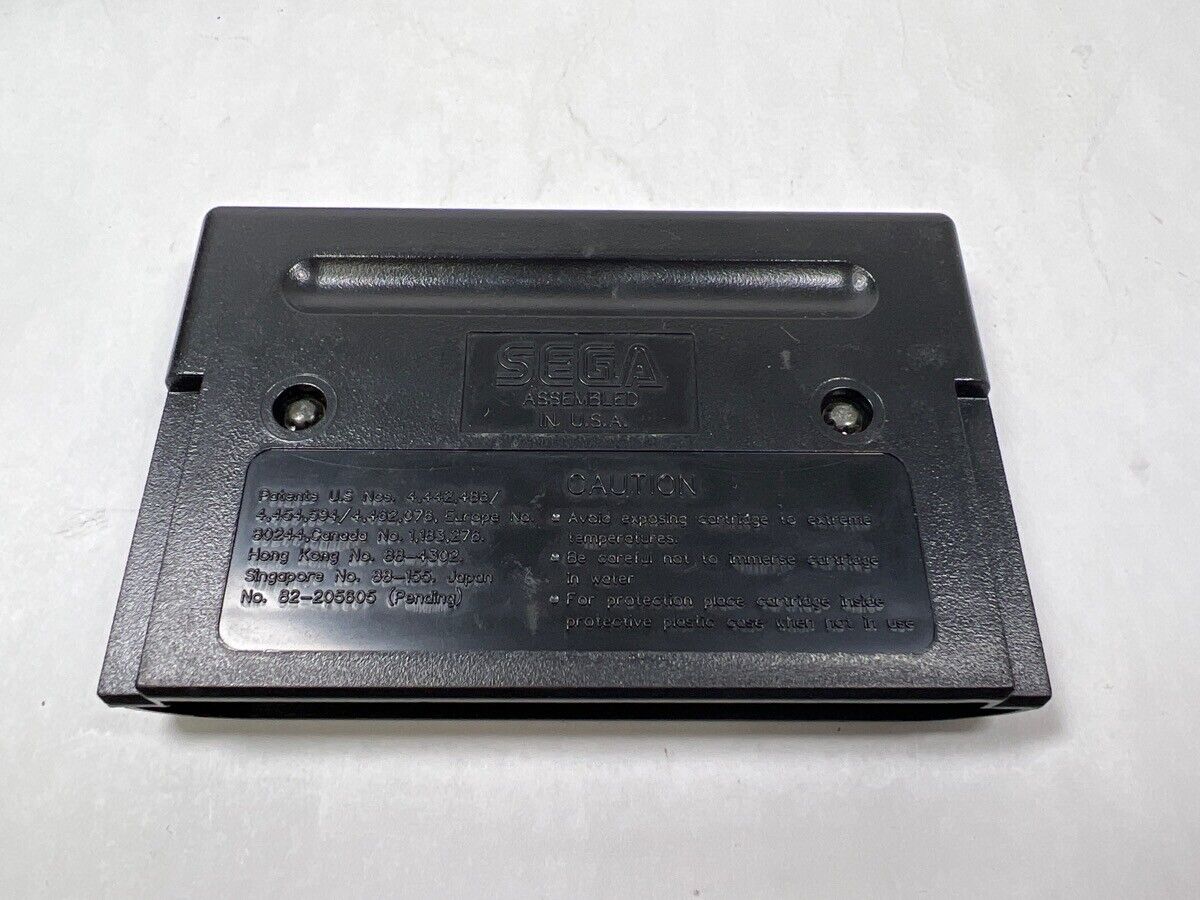 SEGA
ASSEMBLED
IN U.S.A.
Patents U.S Nos. 4,442,486/
4,454,594/4,462,076, Europe No.
80244,Canada No. 1,183,276.
Hong Kong No. 88-4302.
Singapore No. 88-155, Japan
No. 82-205605 (Pending)
CAUTION
• Avoid exposing cartridge to extreme
temperatures.
• Be careful not to immerse cartridge
in water
• For protection place cartridge inside
protective plastic case when not in use